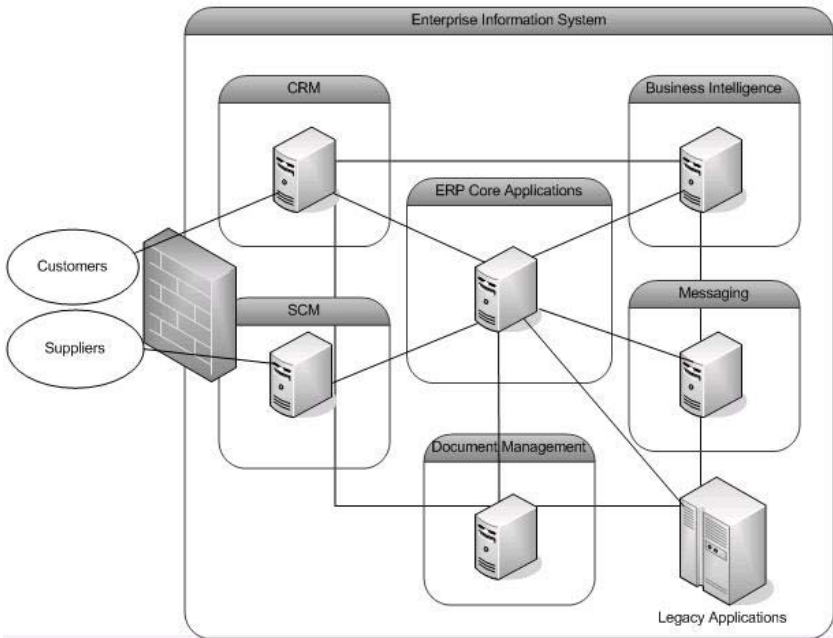 Enterprise Information System
CRM
Business Intelligence
ERP Core Applications
Customers
Messaging
SCM
Suppliers
Document Management
Legacy Applications